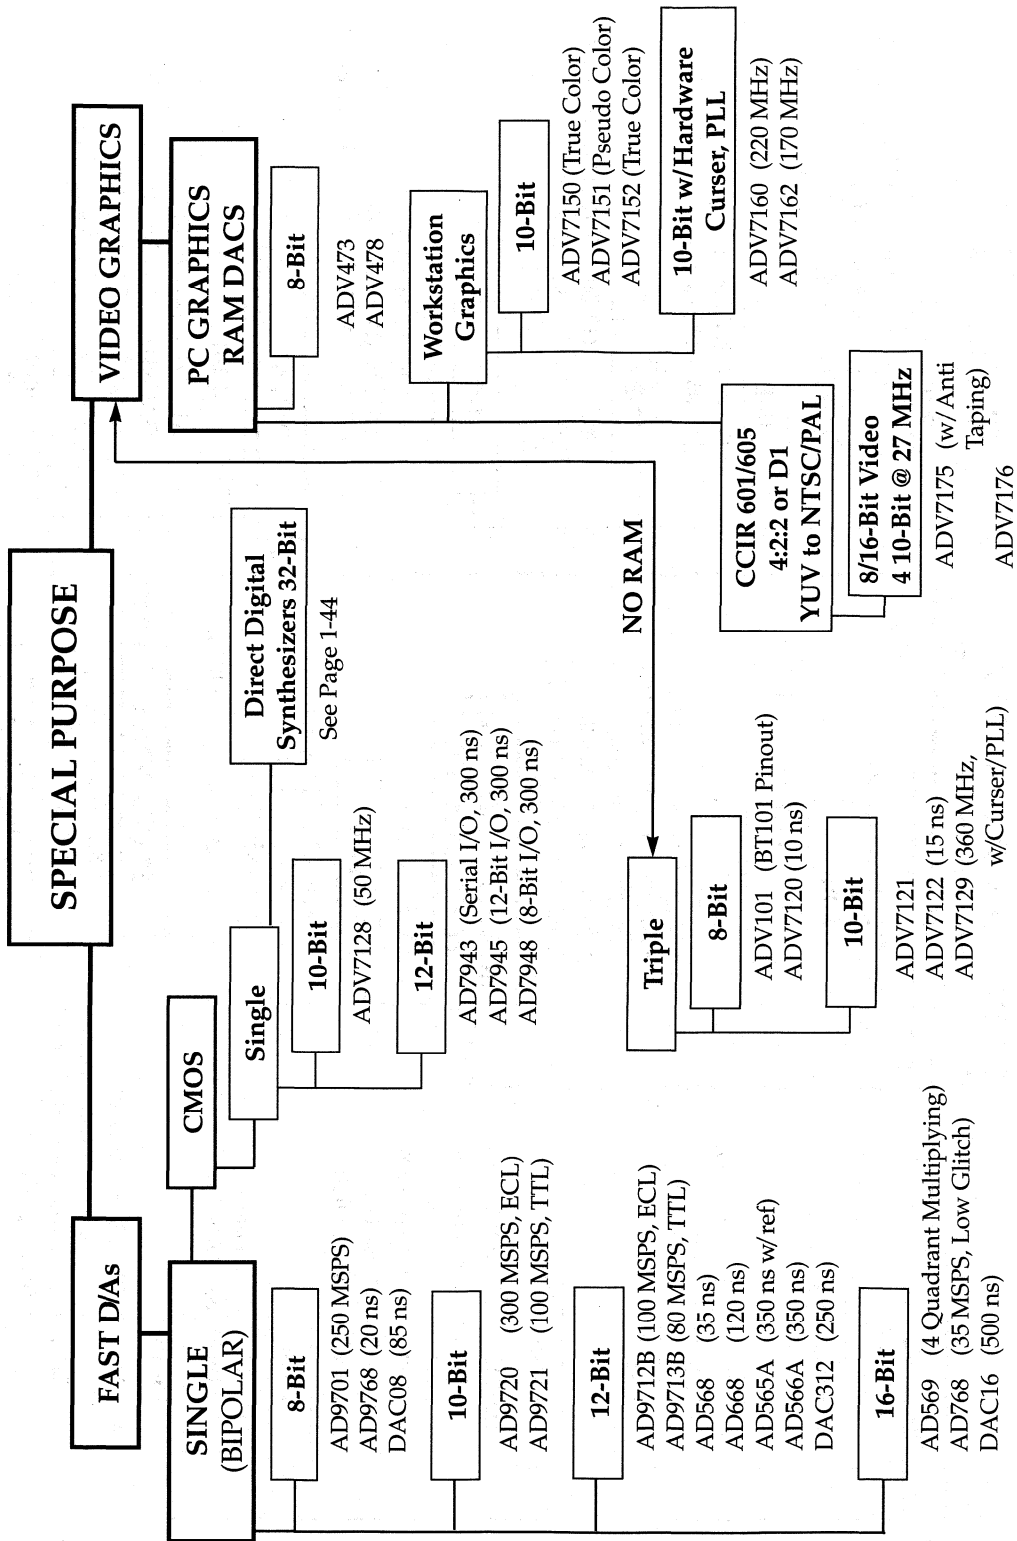 SPECIAL PURPOSE
FAST D/As
SINGLE
(BIPOLAR)
8-Bit
AD9701 (250 MSPS)
AD9768 (20 ns)
DAC08 (85 ns)
10-Bit
AD9720 (300 MSPS, ECL)
AD9721 (100 MSPS, TTL)
12-Bit
AD9712B (100 MSPS, ECL)
AD9713B (80 MSPS, TTL)
AD568 (35 ns)
AD668 (120 ns)
AD565A (350 ns w/ref)
AD566A (350 ns)
DAC312 (250 ns)
16-Bit
AD569 (4 Quadrant Multiplying)
AD768 (35 MSPS, Low Glitch)
DAC16 (500 ns)
CMOS
Single
10-Bit
ADV7128 (50 MHz)
12-Bit
AD7943 (Serial I/O, 300 ns)
AD7945 (12-Bit I/O, 300 ns)
AD7948 (8-Bit I/O, 300 ns)
Direct Digital
Synthesizers 32-Bit
See Page 1-44
NO RAM
Triple
8-Bit
ADV101 (BT101 Pinout)
ADV7120 (10 ns)
10-Bit
ADV7121
ADV7122 (15 ns)
ADV7129 (360 MHz,
w/Curser/PLL)
VIDEO GRAPHICS
PC GRAPHICS
RAM DACS
8-Bit
ADV473
ADV478
Workstation
Graphics
10-Bit
ADV7150 (True Color)
ADV7151 (Pseudo Color)
ADV7152 (True Color)
10-Bit w/Hardware
Curser, PLL
ADV7160 (220 MHz)
ADV7162 (170 MHz)
CCIR 601/605
4:2:2 or D1
YUV to NTSC/PAL
8/16-Bit Video
4 10-Bit @ 27 MHz
ADV7175 (w/Anti
Taping)
ADV7176